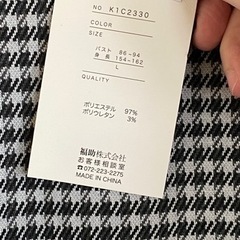 NO K1C2330
COLOR
SIZE
バスト 86-94
身長 154-162
L
QUALITY
ポリエステル 97%
ポリウレタン 3%
福助株式会社
お客様相談室
☎072-223-2275
MADE IN CHINA